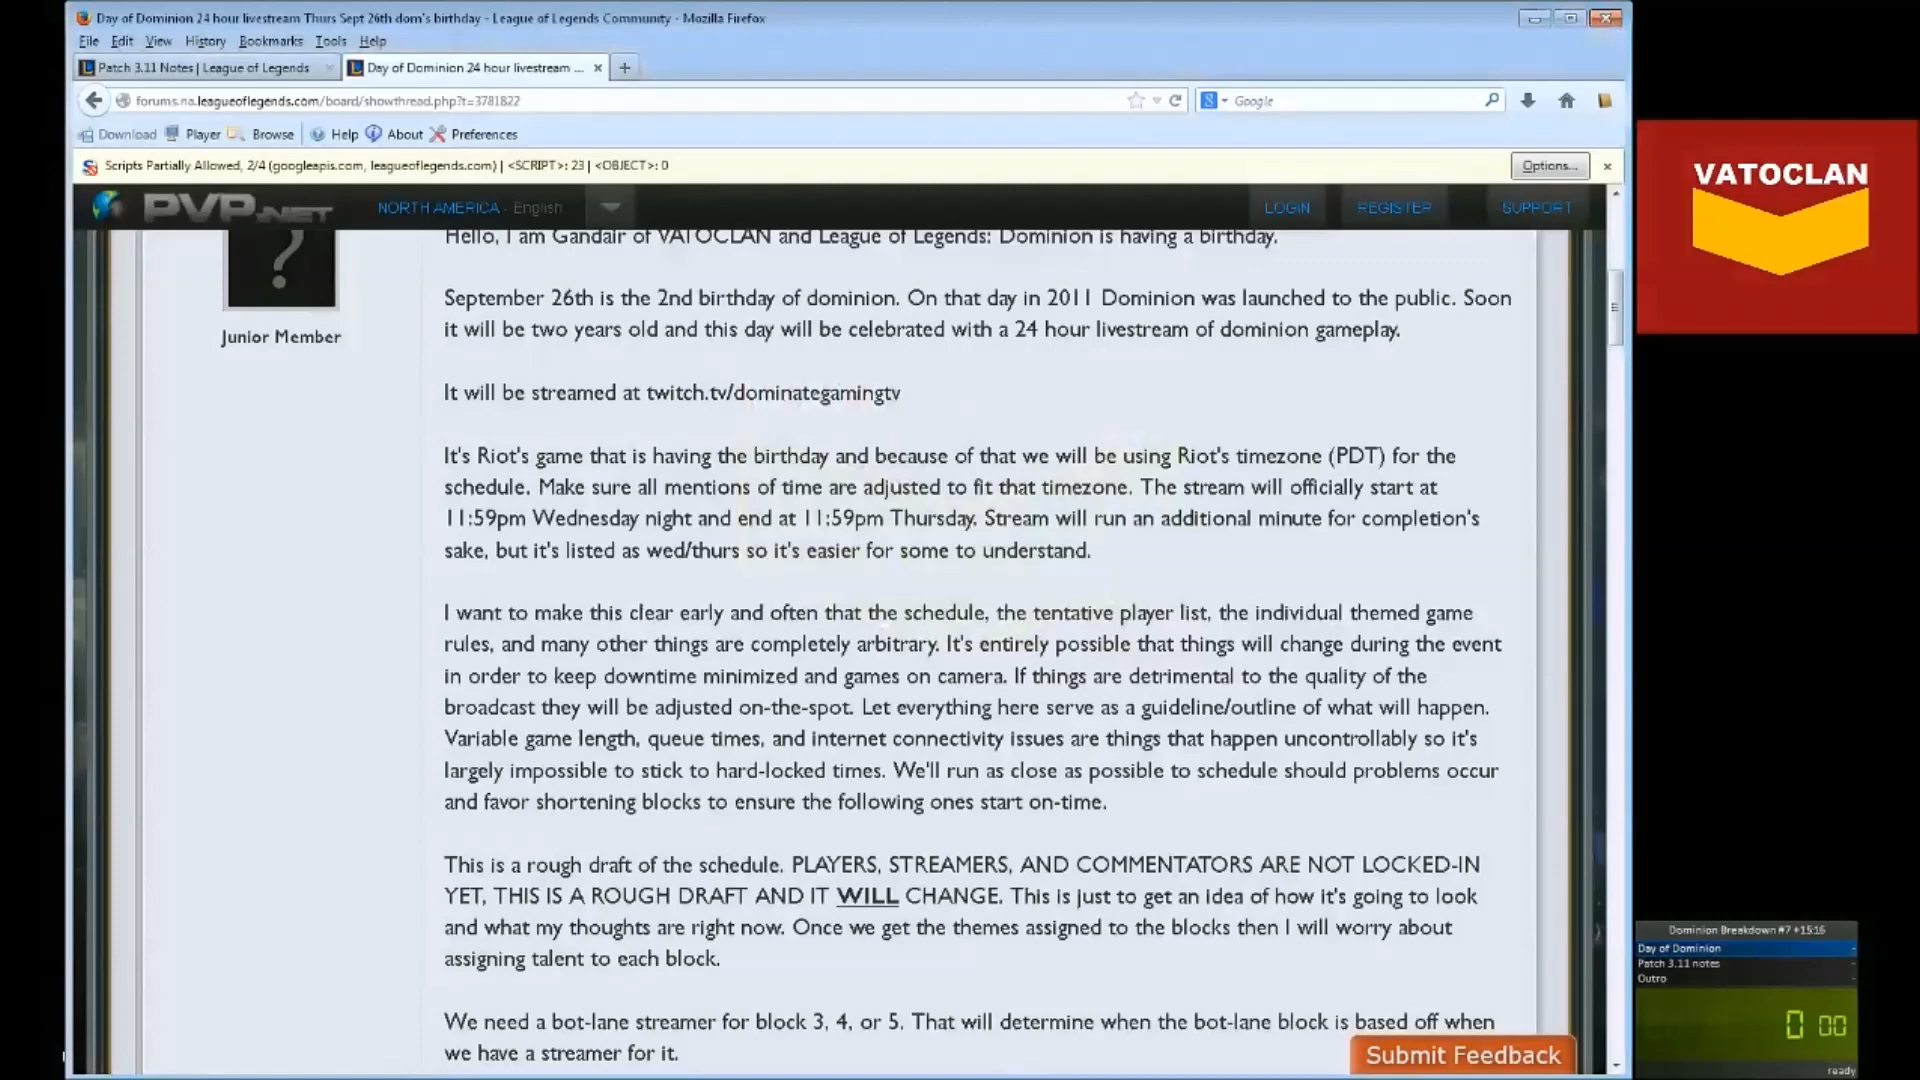 Day of Dominion 24 hour livestream Thurs Sept 26th dom's birthday - League of Legends Community - Mozilla Firefox
File Edit View History Bookmarks Tools Help
Patch 3.11 Notes | League of Legends
Day of Dominion 24 hour livestream ...
forums.na.leagueoflegends.com/board/showthread.php?t=3781822
Google
Download Player Browse Help About Preferences
Scripts Partially Allowed, 2/4 (googleapis.com, leagueoflegends.com) | <SCRIPT>: 23 | <OBJECT>: 0
Options...
PVP.NET
NORTH AMERICA - English
LOGIN REGISTER SUPPORT
Hello, I am Gandair of VATOCLAN and League of Legends: Dominion is having a birthday.
Junior Member
September 26th is the 2nd birthday of dominion. On that day in 2011 Dominion was launched to the public. Soon
it will be two years old and this day will be celebrated with a 24 hour livestream of dominion gameplay.
It will be streamed at twitch.tv/dominategamingtv
It's Riot's game that is having the birthday and because of that we will be using Riot's timezone (PDT) for the
schedule. Make sure all mentions of time are adjusted to fit that timezone. The stream will officially start at
11:59pm Wednesday night and end at 11:59pm Thursday. Stream will run an additional minute for completion's
sake, but it's listed as wed/thurs so it's easier for some to understand.
I want to make this clear early and often that the schedule, the tentative player list, the individual themed game
rules, and many other things are completely arbitrary. It's entirely possible that things will change during the event
in order to keep downtime minimized and games on camera. If things are detrimental to the quality of the
broadcast they will be adjusted on-the-spot. Let everything here serve as a guideline/outline of what will happen.
Variable game length, queue times, and internet connectivity issues are things that happen uncontrollably so it's
largely impossible to stick to hard-locked times. We'll run as close as possible to schedule should problems occur
and favor shortening blocks to ensure the following ones start on-time.
This is a rough draft of the schedule. PLAYERS, STREAMERS, AND COMMENTATORS ARE NOT LOCKED-IN
YET, THIS IS A ROUGH DRAFT AND IT WILL CHANGE. This is just to get an idea of how it's going to look
and what my thoughts are right now. Once we get the themes assigned to the blocks then I will worry about
assigning talent to each block.
We need a bot-lane streamer for block 3, 4, or 5. That will determine when the bot-lane block is based off when
we have a streamer for it.
Submit Feedback
VATOCLAN
Dominion Breakdown #7 +15:16
Day of Dominion -
Patch 3.11 notes -
Outro -
0 00
ready